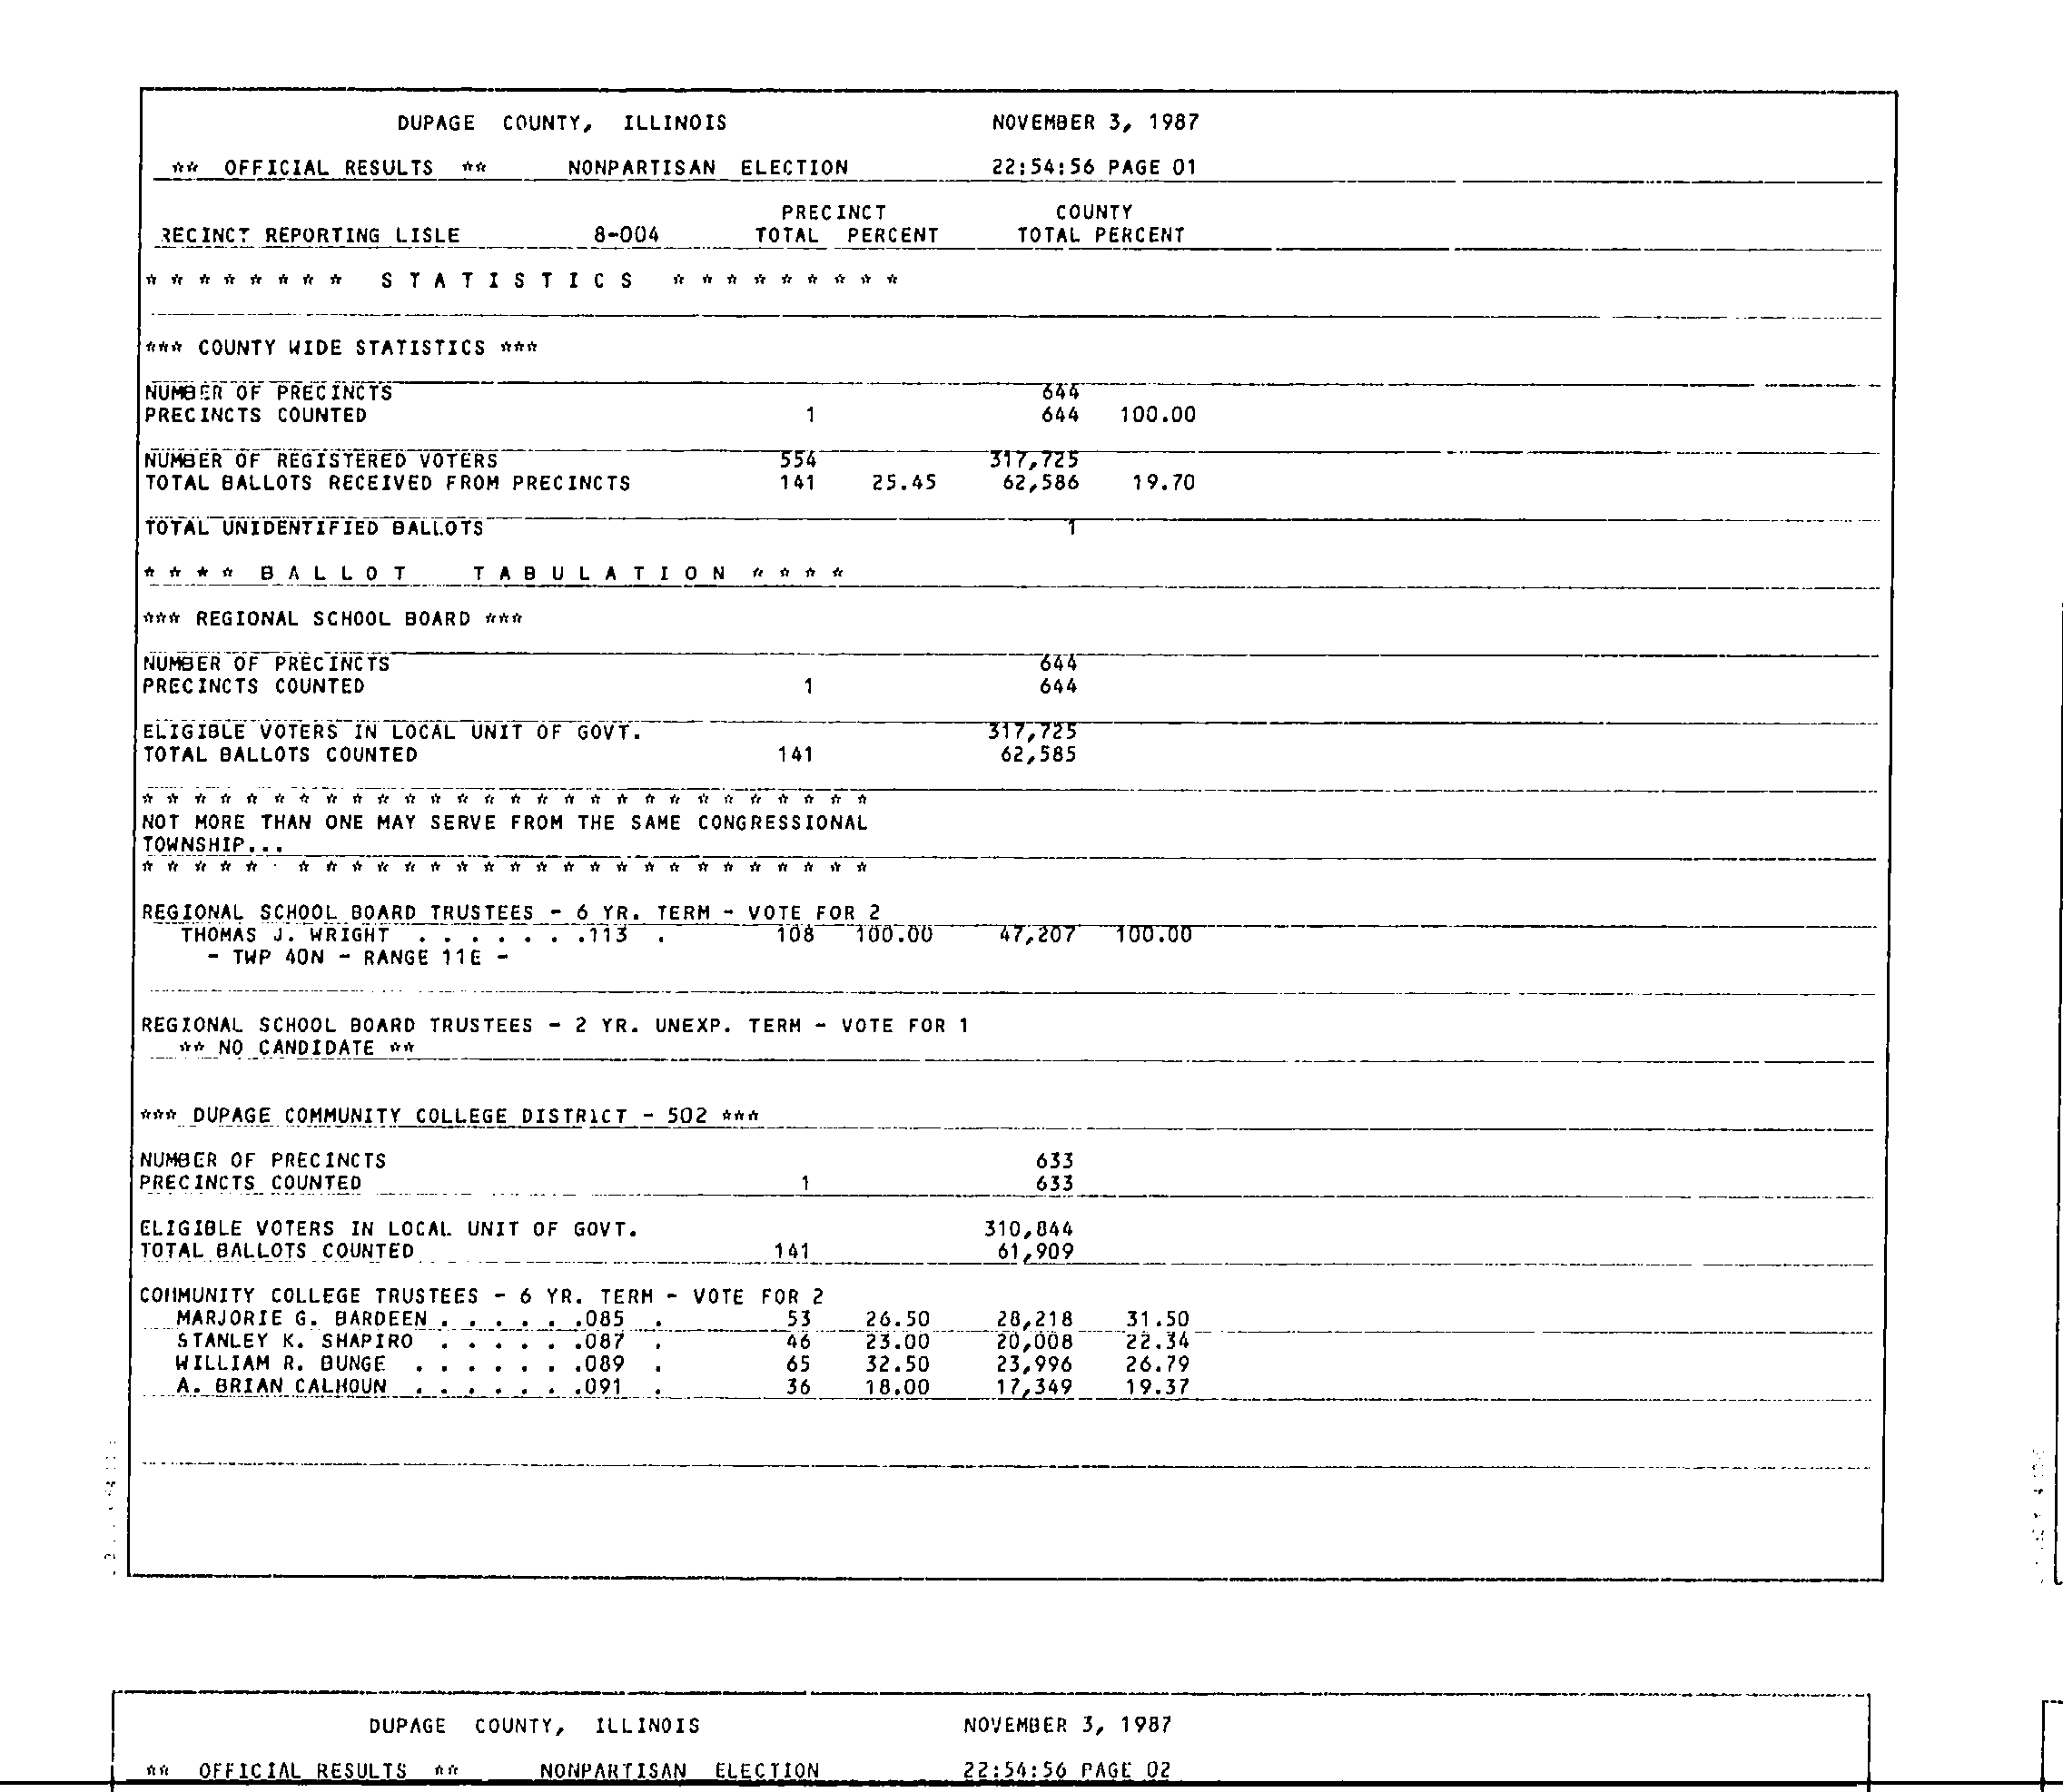 DUPAGE COUNTY, ILLINOIS NOVEMBER 3, 1987
** OFFICIAL RESULTS ** NONPARTISAN ELECTION 22:54:56 PAGE 01
PRECINCT COUNTY
RECINCT REPORTING LISLE 8-004 TOTAL PERCENT TOTAL PERCENT
* * * * * * * * S T A T I S T I C S * * * * * * * * *
*** COUNTY WIDE STATISTICS ***
NUMBER OF PRECINCTS 644
PRECINCTS COUNTED 1 644 100.00
NUMBER OF REGISTERED VOTERS 554 317,725
TOTAL BALLOTS RECEIVED FROM PRECINCTS 141 25.45 62,586 19.70
TOTAL UNIDENTIFIED BALLOTS 1
* * * * B A L L O T T A B U L A T I O N * * * *
*** REGIONAL SCHOOL BOARD ***
NUMBER OF PRECINCTS 644
PRECINCTS COUNTED 1 644
ELIGIBLE VOTERS IN LOCAL UNIT OF GOVT. 317,725
TOTAL BALLOTS COUNTED 141 62,585
* * * * * * * * * * * * * * * * * * * * * * * * * * * *
NOT MORE THAN ONE MAY SERVE FROM THE SAME CONGRESSIONAL
TOWNSHIP...
* * * * * * * * * * * * * * * * * * * * * * * * * * *
REGIONAL SCHOOL BOARD TRUSTEES - 6 YR. TERM - VOTE FOR 2
THOMAS J. WRIGHT . . . . . . .113 . 108 100.00 47,207 100.00
- TWP 40N - RANGE 11E -
REGIONAL SCHOOL BOARD TRUSTEES - 2 YR. UNEXP. TERM - VOTE FOR 1
** NO CANDIDATE **
*** DUPAGE COMMUNITY COLLEGE DISTRICT - 502 ***
NUMBER OF PRECINCTS 633
PRECINCTS COUNTED 1 633
ELIGIBLE VOTERS IN LOCAL UNIT OF GOVT. 310,844
TOTAL BALLOTS COUNTED 141 61,909
COMMUNITY COLLEGE TRUSTEES - 6 YR. TERM - VOTE FOR 2
MARJORIE G. BARDEEN . . . . . .085 . 53 26.50 28,218 31.50
STANLEY K. SHAPIRO . . . . . .087 . 46 23.00 20,008 22.34
WILLIAM R. BUNGE . . . . . . .089 . 65 32.50 23,996 26.79
A. BRIAN CALHOUN . . . . . . .091 . 36 18.00 17,349 19.37
DUPAGE COUNTY, ILLINOIS NOVEMBER 3, 1987
** OFFICIAL RESULTS ** NONPARTISAN ELECTION 22:54:56 PAGE 02